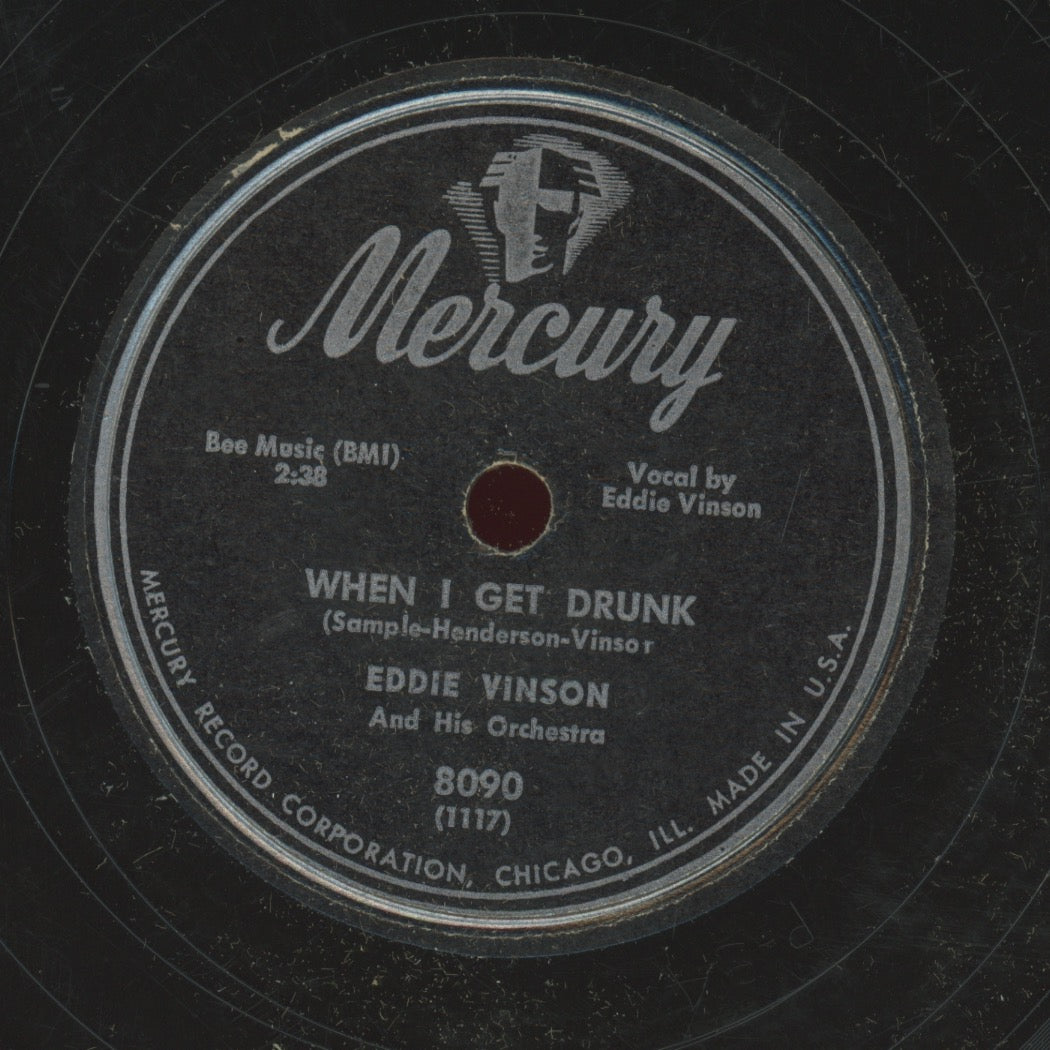 Mercury
Bee Music (BMI)
2:38
Vocal by
Eddie Vinson
WHEN I GET DRUNK
(Sample-Henderson-Vinsor
EDDIE VINSON
And His Orchestra
8090
(1117)
MERCURY RECORD CORPORATION, CHICAGO, ILL. MADE IN U.S.A.